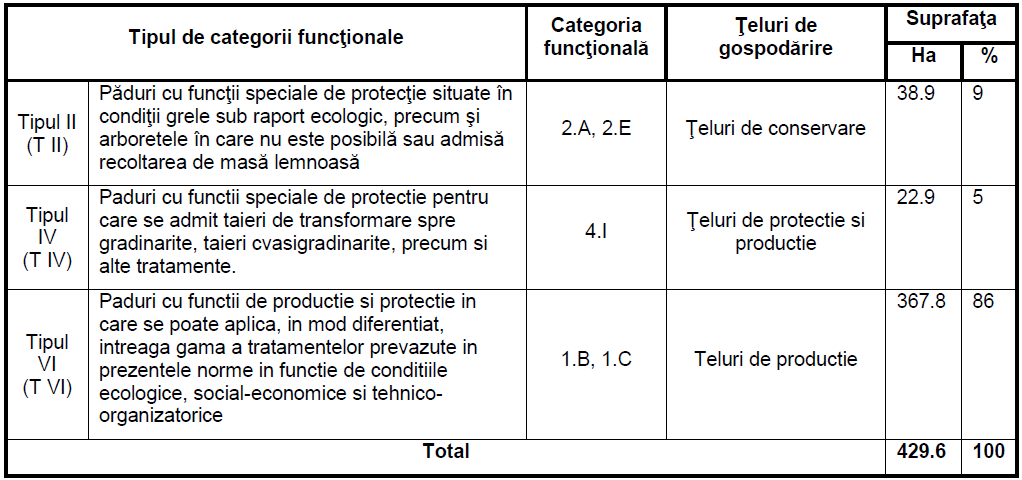 Tipul de categorii funcţionale
Categoria
funcţională
Ţeluri de
gospodărire
Suprafaţa
Ha
%
Tipul II
(T II)
Păduri cu funcţii speciale de protecţie situate în
condiţii grele sub raport ecologic, precum şi
arboretele în care nu este posibilă sau admisă
recoltarea de masă lemnoasă
2.A, 2.E
Ţeluri de conservare
38.9
9
Tipul
IV
(T IV)
Paduri cu functii speciale de protectie pentru
care se admit taieri de transformare spre
gradinarite, taieri cvasigradinarite, precum si
alte tratamente.
4.I
Ţeluri de protectie si
productie
22.9
5
Tipul
VI
(T VI)
Paduri cu functii de productie si protectie in
care se poate aplica, in mod diferentiat,
intreaga gama a tratamentelor prevazute in
prezentele norme in functie de conditiile
ecologice, social-economice si tehnico-
organizatorice
1.B, 1.C
Teluri de productie
367.8
86
Total
429.6
100